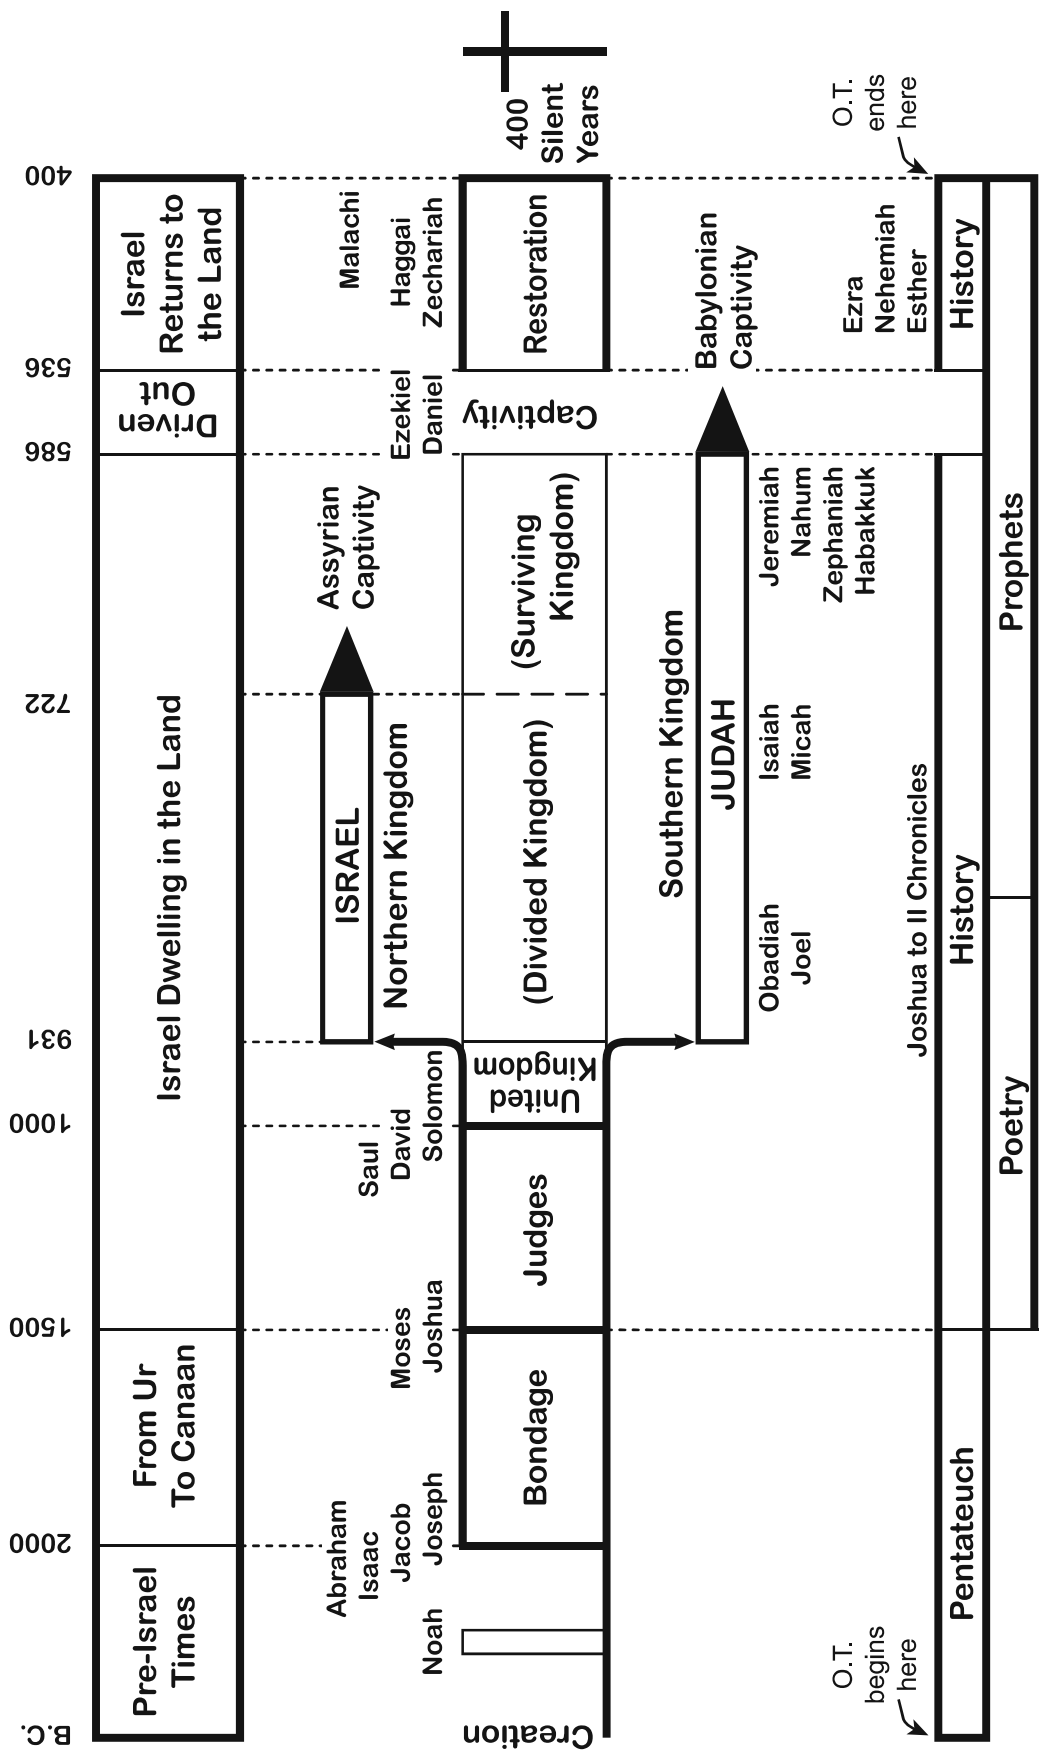 B.C.
2000
1500
1000
931
722
586
536
400
Pre-Israel
Times
From Ur
To Canaan
Israel Dwelling in the Land
Driven
Out
Israel
Returns to
the Land
Noah
Abraham
Isaac
Jacob
Joseph
Moses
Joshua
Saul
David
Solomon
ISRAEL
Northern Kingdom
Assyrian
Captivity
Ezekiel
Daniel
Malachi
Haggai
Zechariah
Creation
Bondage
Judges
United
Kingdom
(Divided Kingdom)
(Surviving
Kingdom)
Captivity
Restoration
400
Silent
Years
Southern Kingdom
JUDAH
Babylonian
Captivity
Obadiah
Joel
Isaiah
Micah
Jeremiah
Nahum
Zephaniah
Habakkuk
O.T.
begins
here
Joshua to II Chronicles
Ezra
Nehemiah
Esther
O.T.
ends
here
Pentateuch
History
History
Poetry
Prophets